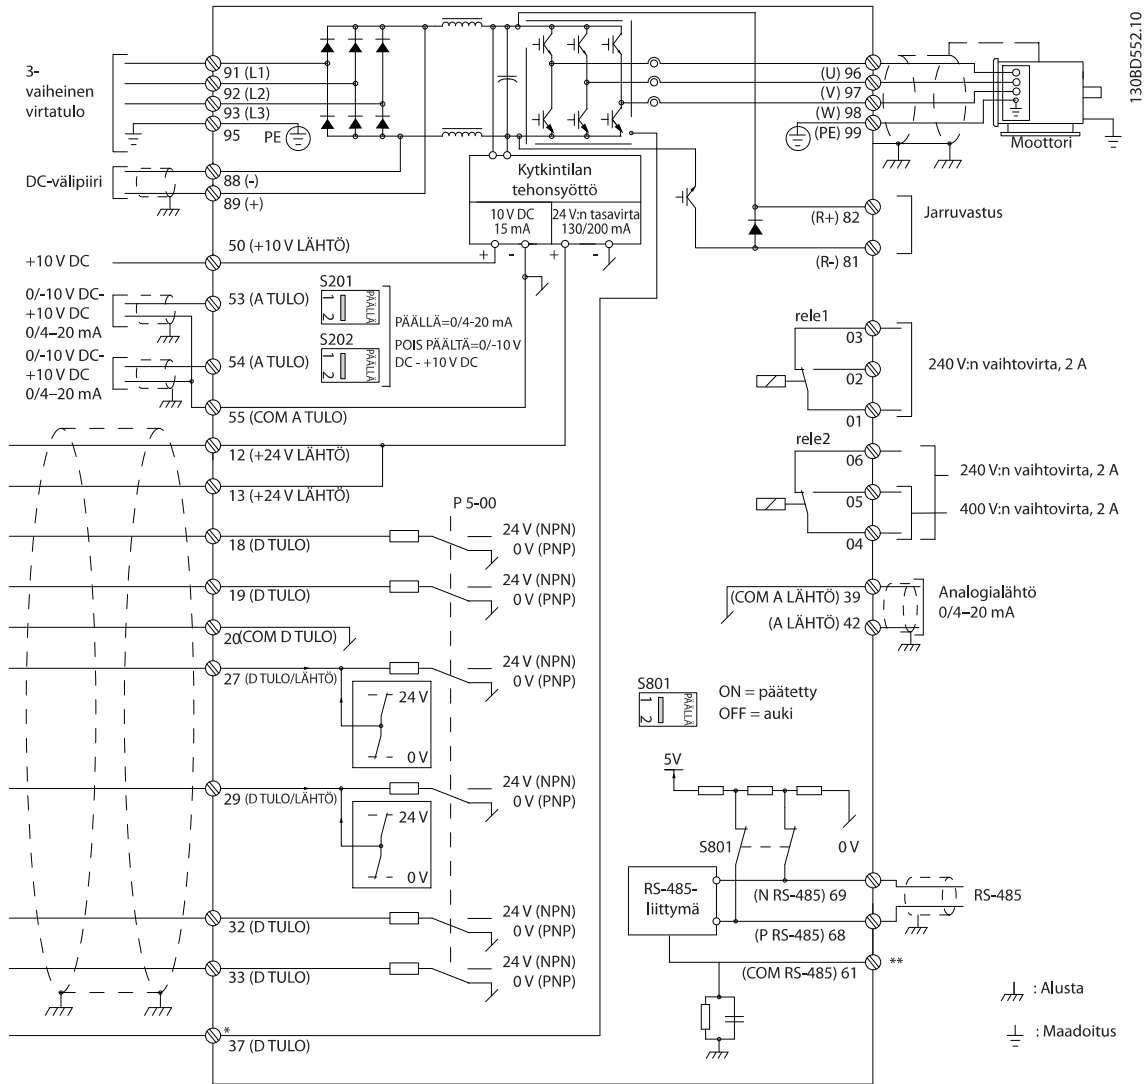 130BD552.10
3-
vaiheinen
virtatulo
91 (L1)
92 (L2)
93 (L3)
95
PE
DC-välipiiri
88 (-)
89 (+)
+10 V DC
50 (+10 V LÄHTÖ)
0/-10 V DC-
+10 V DC
0/4–20 mA
53 (A TULO)
0/-10 V DC-
+10 V DC
0/4–20 mA
54 (A TULO)
55 (COM A TULO)
12 (+24 V LÄHTÖ)
13 (+24 V LÄHTÖ)
18 (D TULO)
19 (D TULO)
20 (COM D TULO)
27 (D TULO/LÄHTÖ)
24 V
0 V
29 (D TULO/LÄHTÖ)
24 V
0 V
32 (D TULO)
33 (D TULO)
*
37 (D TULO)
Kytkintilan
tehonsyöttö
10 V DC
15 mA
24 V:n tasavirta
130/200 mA
+
-
+
-
S201
1
2
PÄÄLLÄ
S202
1
2
PÄÄLLÄ
PÄÄLLÄ=0/4-20 mA
POIS PÄÄLTÄ=0/-10 V
DC - +10 V DC
P 5-00
24 V (NPN)
0 V (PNP)
24 V (NPN)
0 V (PNP)
24 V (NPN)
0 V (PNP)
24 V (NPN)
0 V (PNP)
24 V (NPN)
0 V (PNP)
24 V (NPN)
0 V (PNP)
(U) 96
(V) 97
(W) 98
(PE) 99
Moottori
(R+) 82
(R-) 81
Jarruvastus
rele1
03
02
01
240 V:n vaihtovirta, 2 A
rele2
06
05
04
240 V:n vaihtovirta, 2 A
400 V:n vaihtovirta, 2 A
(COM A LÄHTÖ) 39
(A LÄHTÖ) 42
Analogialähtö
0/4–20 mA
S801
1
2
PÄÄLLÄ
ON = päätetty
OFF = auki
5V
S801
0 V
RS-485-
liittymä
(N RS-485) 69
(P RS-485) 68
(COM RS-485) 61
RS-485
**
: Alusta
: Maadoitus